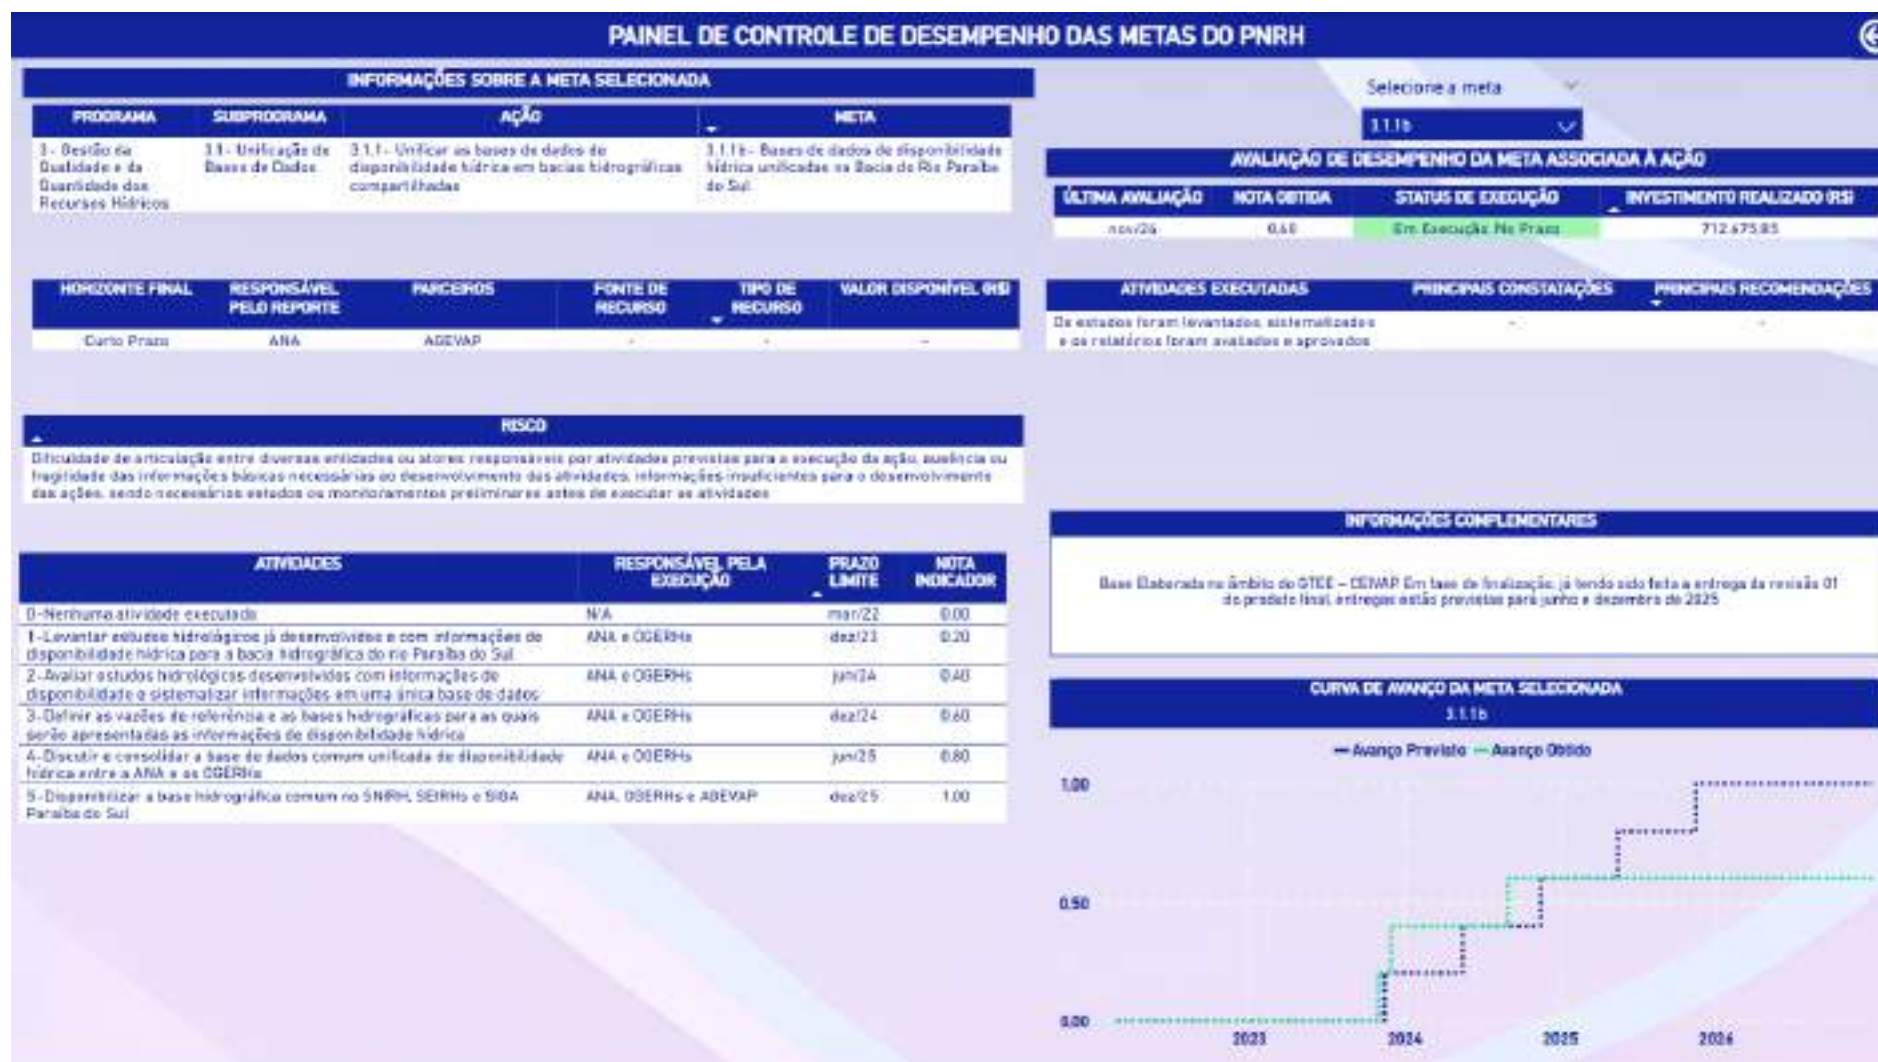 PAINEL DE CONTROLE DE DESEMPENHO DAS METAS DO PNRH
INFORMAÇÕES SOBRE A META SELECIONADA
PROGRAMA SUBPROGRAMA AÇÃO META
3 - Gestão da Qualidade e da Quantidade dos Recursos Hídricos
3.1 - Unificação de Bases de Dados
3.1.1 - Unificar as bases de dados de disponibilidade hídrica em bacias hidrográficas compartilhadas
3.1.1b - Bases de dados de disponibilidade hídrica unificadas na Bacia do Rio Paraíba do Sul
HORIZONTE FINAL RESPONSÁVEL PELO REPORTE PARCEIROS FONTE DE RECURSO TIPO DE RECURSO VALOR DISPONÍVEL (R$)
Curto Prazo ANA AGEVAP - - -
RISCO
Dificuldade de articulação entre diversas entidades ou atores responsáveis por atividades previstas para a execução da ação, ausência ou
fragilidade das informações básicas necessárias ao desenvolvimento das atividades, informações insuficientes para o desenvolvimento
das ações, sendo necessários estudos ou monitoramentos preliminares antes de executar as atividades
ATIVIDADES RESPONSÁVEL PELA EXECUÇÃO PRAZO LIMITE NOTA INDICADOR
0-Nenhuma atividade executada N/A mar/22 0.00
1-Levantar estudos hidrológicos já desenvolvidos e com informações de disponibilidade hídrica para a bacia hidrográfica do rio Paraíba do Sul ANA e OGERHs dez/23 0.20
2-Avaliar estudos hidrológicos desenvolvidos com informações de disponibilidade e sistematizar informações em uma única base de dados ANA e OGERHs jun/24 0.40
3-Definir as vazões de referência e as bases hidrográficas para as quais serão apresentadas as informações de disponibilidade hídrica ANA e OGERHs dez/24 0.60
4-Discutir e consolidar a base de dados comum unificada de disponibilidade hídrica entre a ANA e os OGERHs ANA e OGERHs jun/25 0.80
5-Disponibilizar a base hidrográfica comum no SNIRH, SEIRHs e SIGA Paraíba do Sul ANA, OGERHs e AGEVAP dez/25 1.00
Selecione a meta
3.1.1b
AVALIAÇÃO DE DESEMPENHO DA META ASSOCIADA À AÇÃO
ÚLTIMA AVALIAÇÃO NOTA OBTIDA STATUS DE EXECUÇÃO INVESTIMENTO REALIZADO (R$)
nov/24 0,60 Em Execução No Prazo 712.675,85
ATIVIDADES EXECUTADAS PRINCIPAIS CONSTATAÇÕES PRINCIPAIS RECOMENDAÇÕES
Os estudos foram levantados, sistematizados - -
e os relatórios foram avaliados e aprovados
INFORMAÇÕES COMPLEMENTARES
Base Elaborada no âmbito do GTEE – CEIVAP Em fase de finalização, já tendo sido feita a entrega da revisão 01
do produto final, entregas estão previstas para junho e dezembro de 2025
CURVA DE AVANÇO DA META SELECIONADA
3.1.1b
Avanço Previsto Avanço Obtido
1.00
0.50
0.00
2023 2024 2025 2026